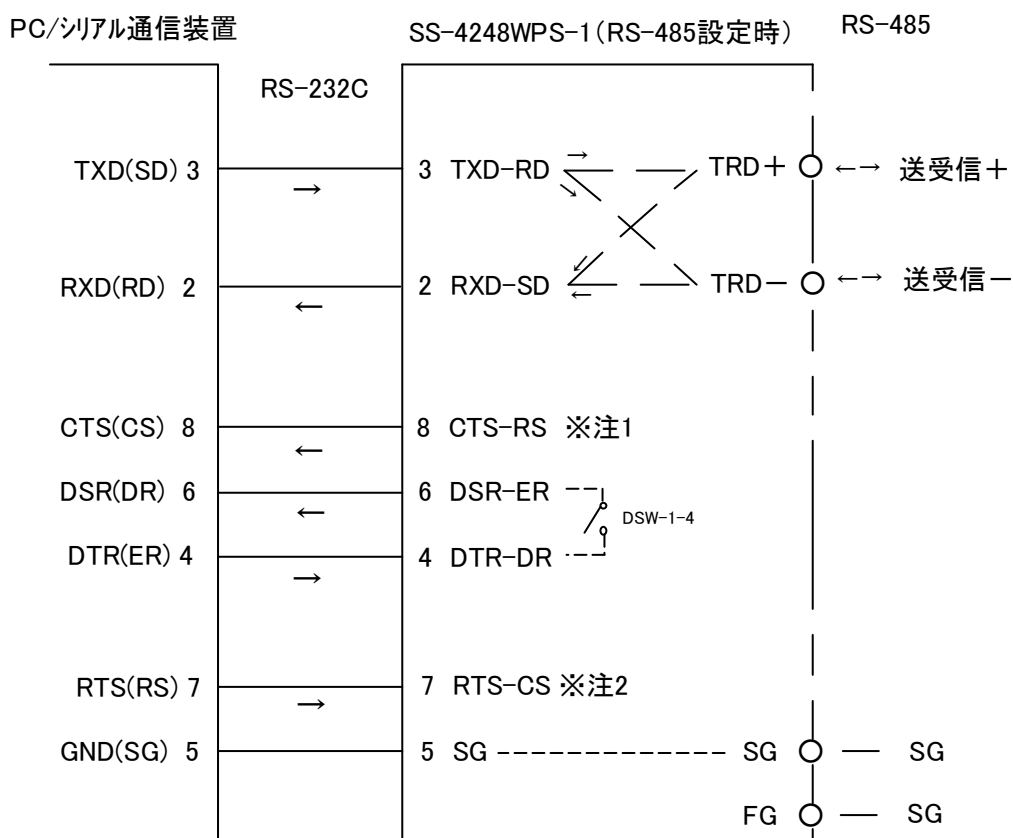 PC/シリアル通信装置 SS-4248WPS-1(RS-485設定時) RS-485
RS-232C
TXD(SD) 3 → 3 TXD-RD → TRD+ ←→ 送受信+
RXD(RD) 2 ← 2 RXD-SD ← TRD- ←→ 送受信-
CTS(CS) 8 ← 8 CTS-RS ※注1
DSR(DR) 6 ← 6 DSR-ER
DSW-1-4
DTR(ER) 4 → 4 DTR-DR
RTS(RS) 7 → 7 RTS-CS ※注2
GND(SG) 5 5 SG SG SG
FG SG